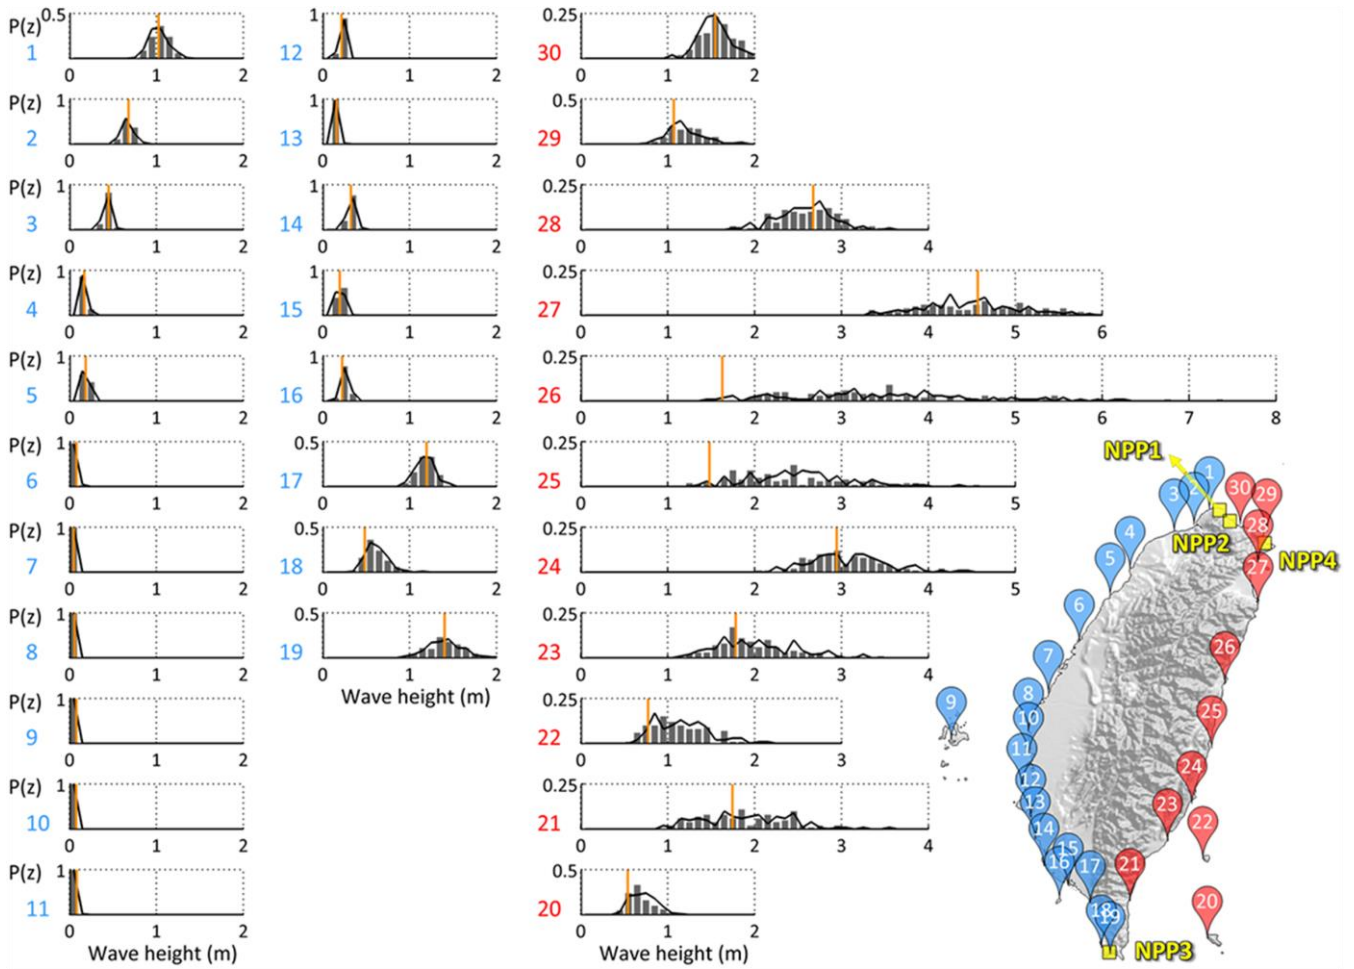 P(z) 0.5 1 0 1 2
1 12 0 1 2
0.25 30 0 1 2
P(z) 1 2 0 1 2
1 13 0 1 2
0.5 29 0 1 2
P(z) 1 3 0 1 2
1 14 0 1 2
0.25 28 0 1 2 3 4
P(z) 1 4 0 1 2
1 15 0 1 2
0.25 27 0 1 2 3 4 5 6
P(z) 1 5 0 1 2
1 16 0 1 2
0.25 26 0 1 2 3 4 5 6 7 8
P(z) 1 6 0 1 2
0.5 17 0 1 2
0.25 25 0 1 2 3 4 5
P(z) 1 7 0 1 2
0.5 18 0 1 2
0.25 24 0 1 2 3 4 5
P(z) 1 8 0 1 2
0.5 19 0 1 2
Wave height (m)
0.25 23 0 1 2 3 4
P(z) 1 9 0 1 2
0.25 22 0 1 2 3
P(z) 1 10 0 1 2
0.25 21 0 1 2 3 4
P(z) 1 11 0 1 2
Wave height (m)
0.5 20 0 1 2
Wave height (m)
NPP1
1
2
3
30
29
4
28
NPP2
NPP4
5
27
6
26
7
8
9
10
25
11
24
12
13
23
22
14
15
16
17
21
18
19
20
NPP3